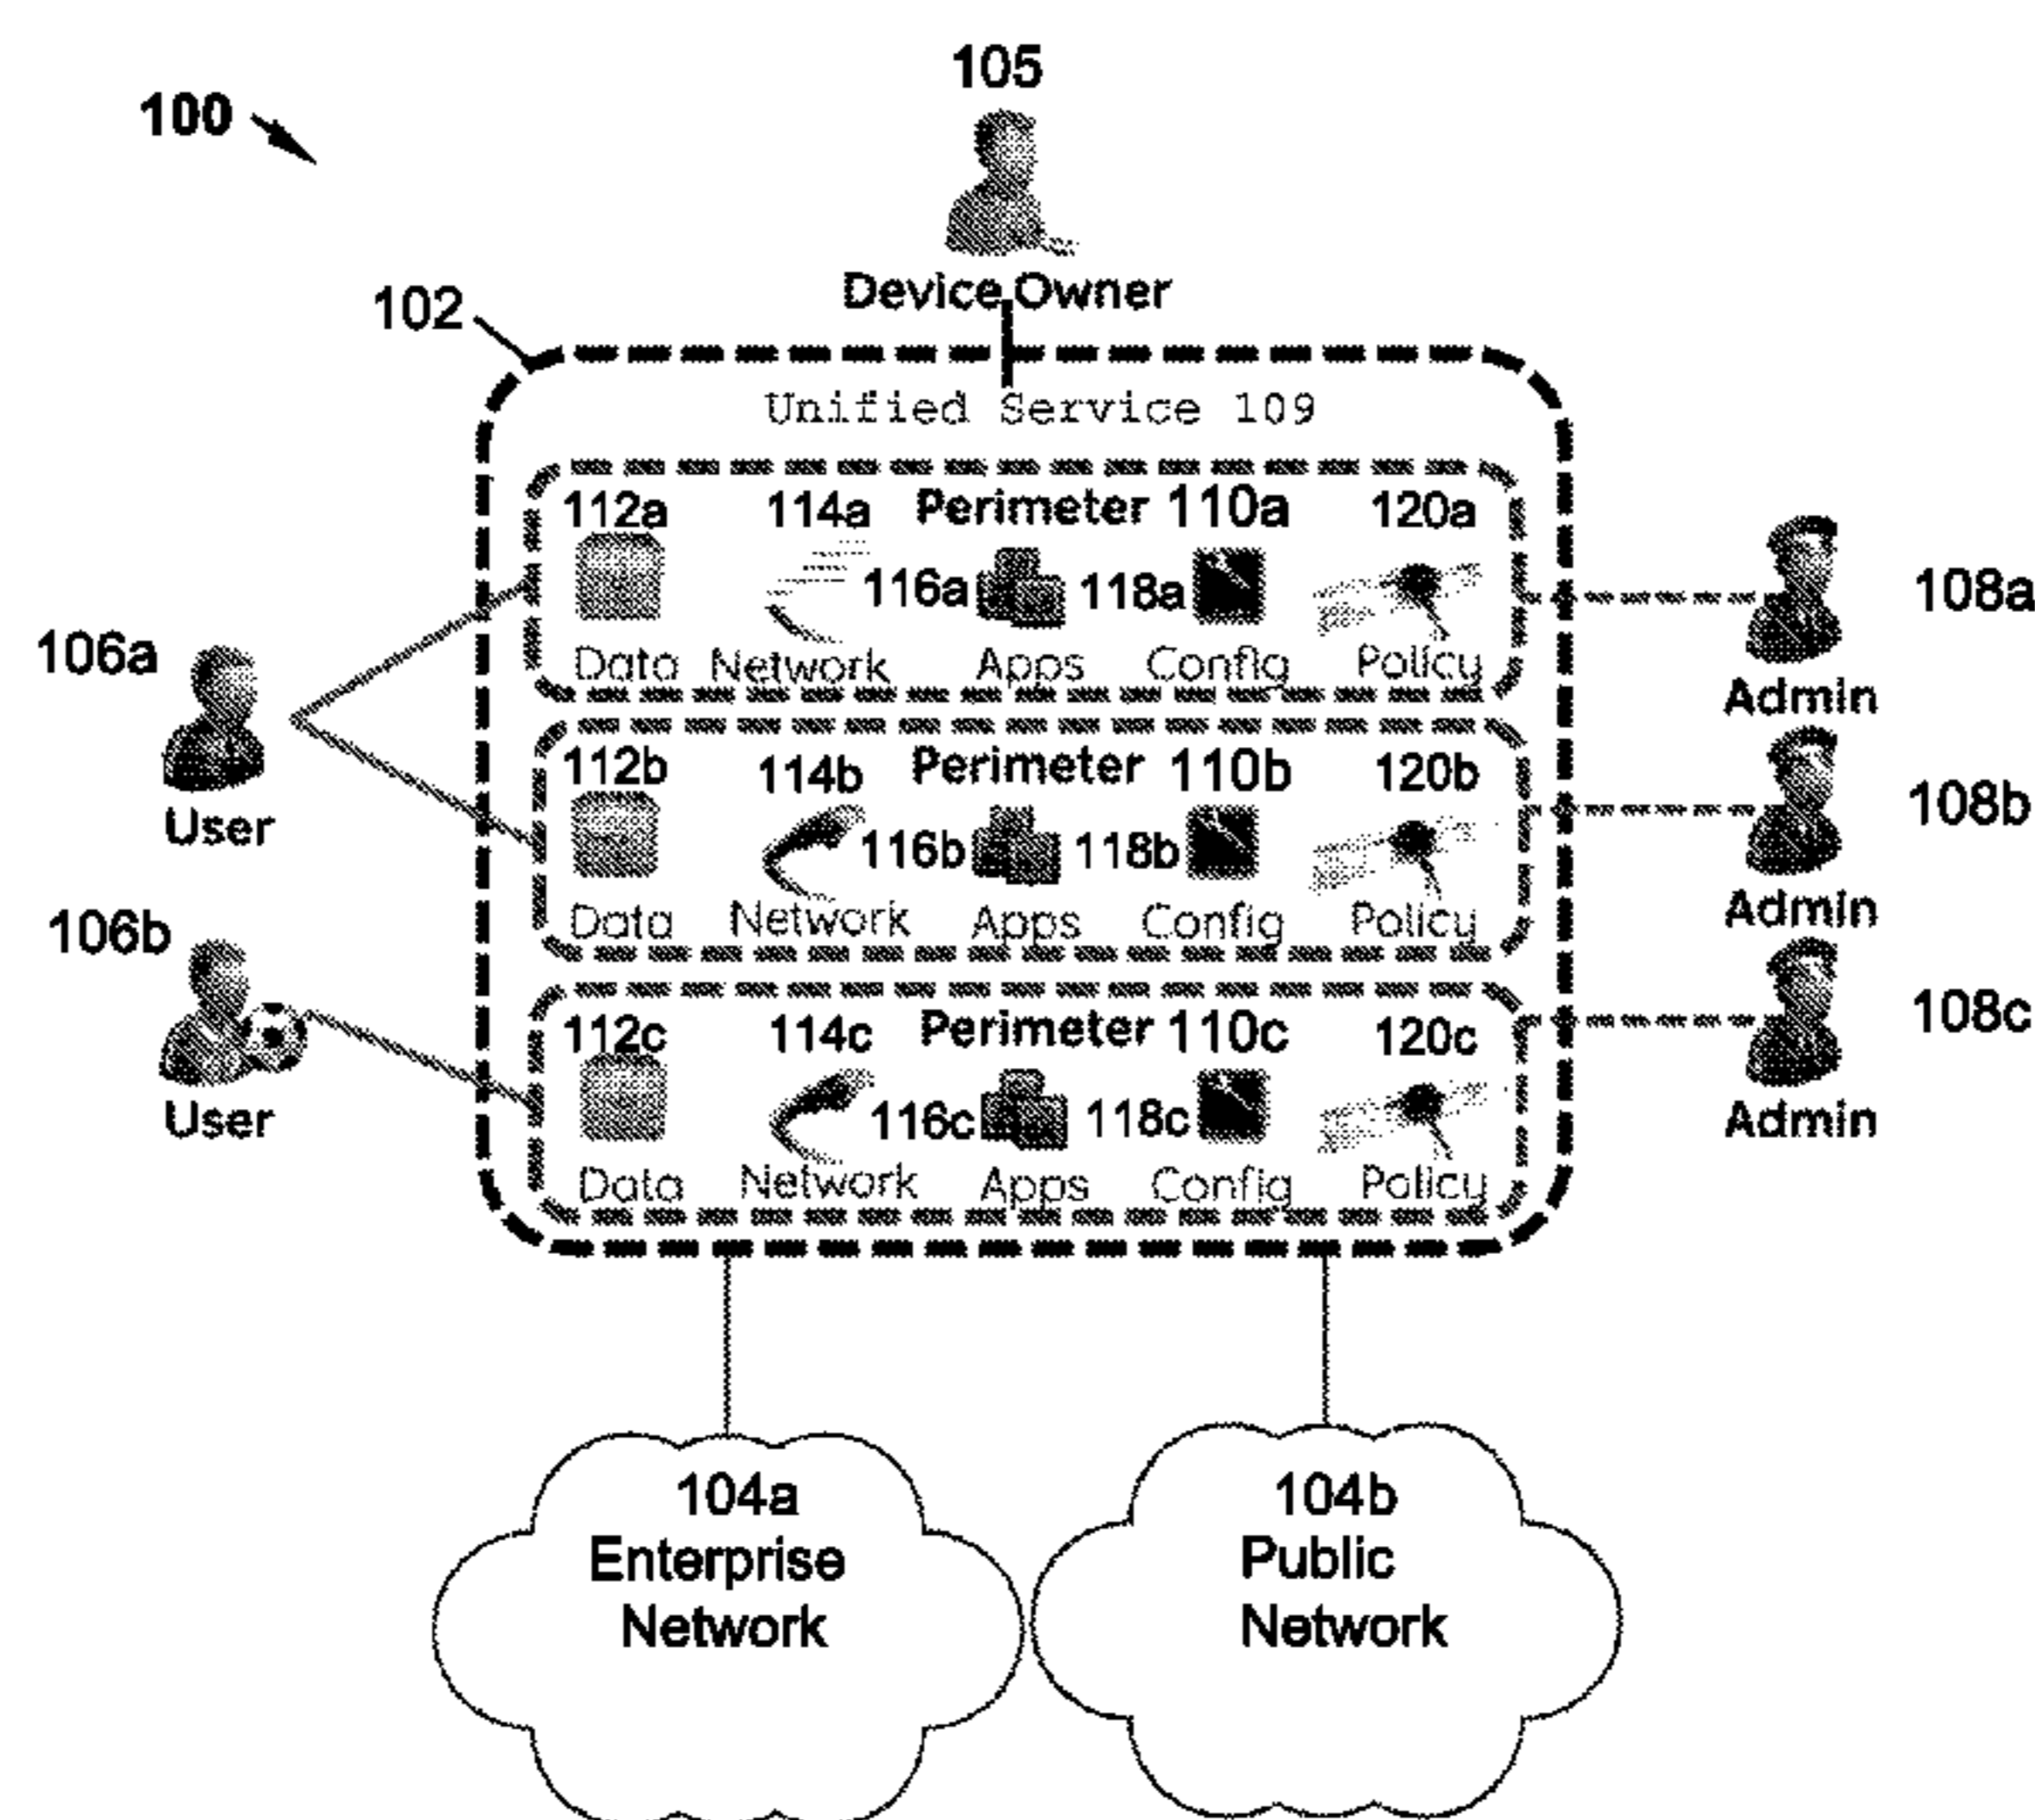 105
100
Device Owner
102
Unified Service 109
112a 114a Perimeter 110a 120a
116a 118a
108a
Data Network Apps Config Policy
106a
Admin
User
112b 114b Perimeter 110b 120b
116b 118b
108b
Data Network Apps Config Policy
Admin
106b
112c 114c Perimeter 110c 120c
116c 118c
108c
User
Admin
Data Network Apps Config Policy
104a
Enterprise
Network
104b
Public
Network